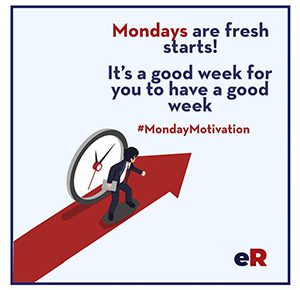 Mondays are fresh
starts!
It's a good week for
you to have a good
week
#MondayMotivation
eR